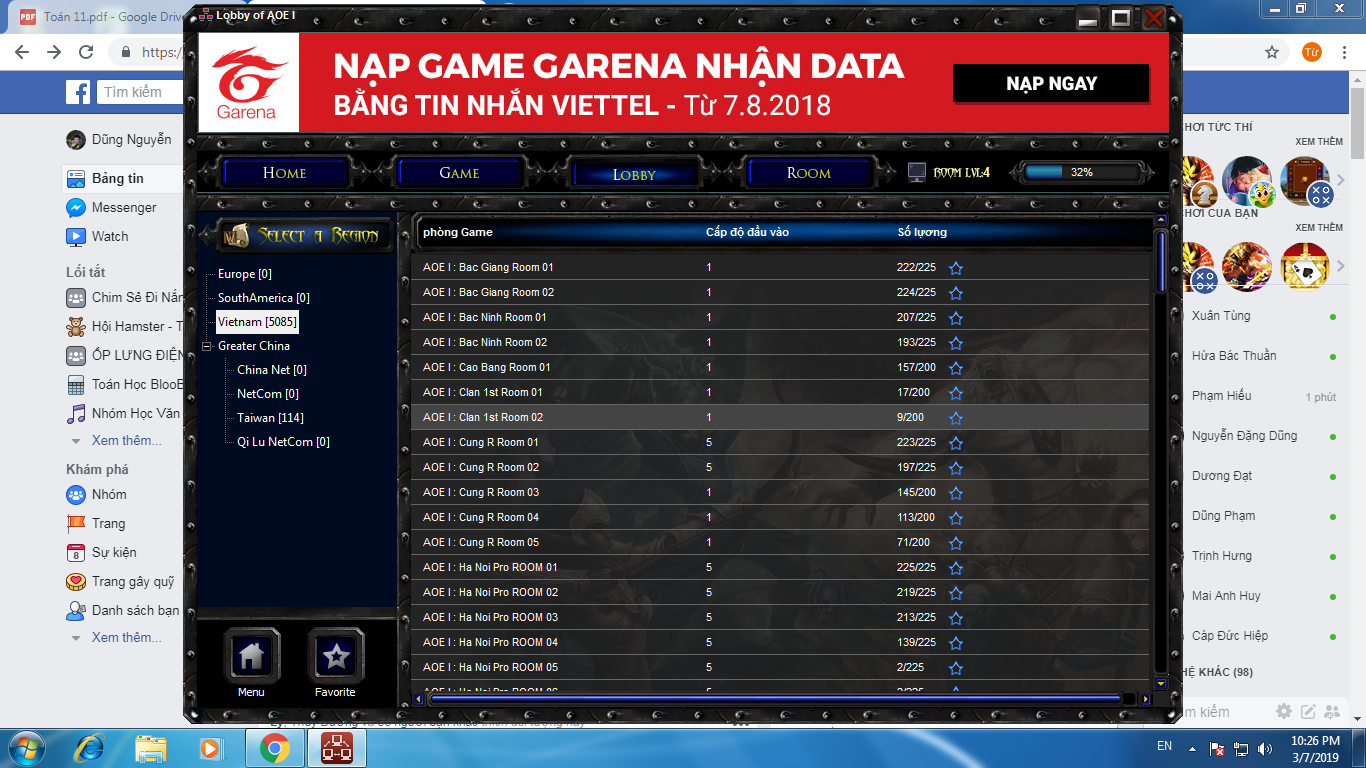 Toán 11.pdf - Google Driv
https:/
Từ
Tìm kiếm
Dũng Nguyễn
Bảng tin
Messenger
Watch
Lối tắt
Chim Sẻ Đi Nắn
Hội Hamster - T
ỐP LƯNG ĐIỆN
Toán Học BlooB
Nhóm Học Văn
Xem thêm...
Khám phá
Nhóm
Trang
8
Sự kiện
Trang gây quỹ
Danh sách bạn
Xem thêm...
Lobby of AOE I
Garena
NẠP GAME GARENA NHẬN DATA
BẰNG TIN NHẮN VIETTEL - Từ 7.8.2018
NẠP NGAY
HOME
GAME
LOBBY
ROOM
ROOM LVL:4
32%
SELECT A REGION
Europe [0]
SouthAmerica [0]
Vietnam [5085]
Greater China
China Net [0]
NetCom [0]
Taiwan [114]
Qi Lu NetCom [0]
Menu
Favorite
phòng Game Cấp độ đầu vào Số lượng
AOE I : Bac Giang Room 01 1 222/225
AOE I : Bac Giang Room 02 1 224/225
AOE I : Bac Ninh Room 01 1 207/225
AOE I : Bac Ninh Room 02 1 193/225
AOE I : Cao Bang Room 01 1 157/200
AOE I : Clan 1st Room 01 1 17/200
AOE I : Clan 1st Room 02 1 9/200
AOE I : Cung R Room 01 5 223/225
AOE I : Cung R Room 02 5 197/225
AOE I : Cung R Room 03 1 145/200
AOE I : Cung R Room 04 1 113/200
AOE I : Cung R Room 05 1 71/200
AOE I : Ha Noi Pro ROOM 01 5 225/225
AOE I : Ha Noi Pro ROOM 02 5 219/225
AOE I : Ha Noi Pro ROOM 03 5 213/225
AOE I : Ha Noi Pro ROOM 04 5 139/225
AOE I : Ha Noi Pro ROOM 05 5 2/225
HƠI TỨC THÌ
XEM THÊM
HƠI CỦA BẠN
XEM THÊM
Xuân Tùng
Hứa Bác Thuần
Phạm Hiếu 1 phút
Nguyễn Đặng Dũng
Dương Đạt
Dũng Phạm
Trịnh Hưng
Mai Anh Huy
Cáp Đức Hiệp
HỆ KHÁC (98)
m kiếm
EN
10:26 PM
3/7/2019